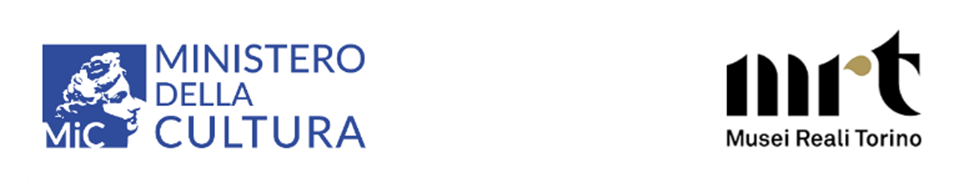 MiC
MINISTERO
DELLA
CULTURA
mrt
Musei Reali Torino